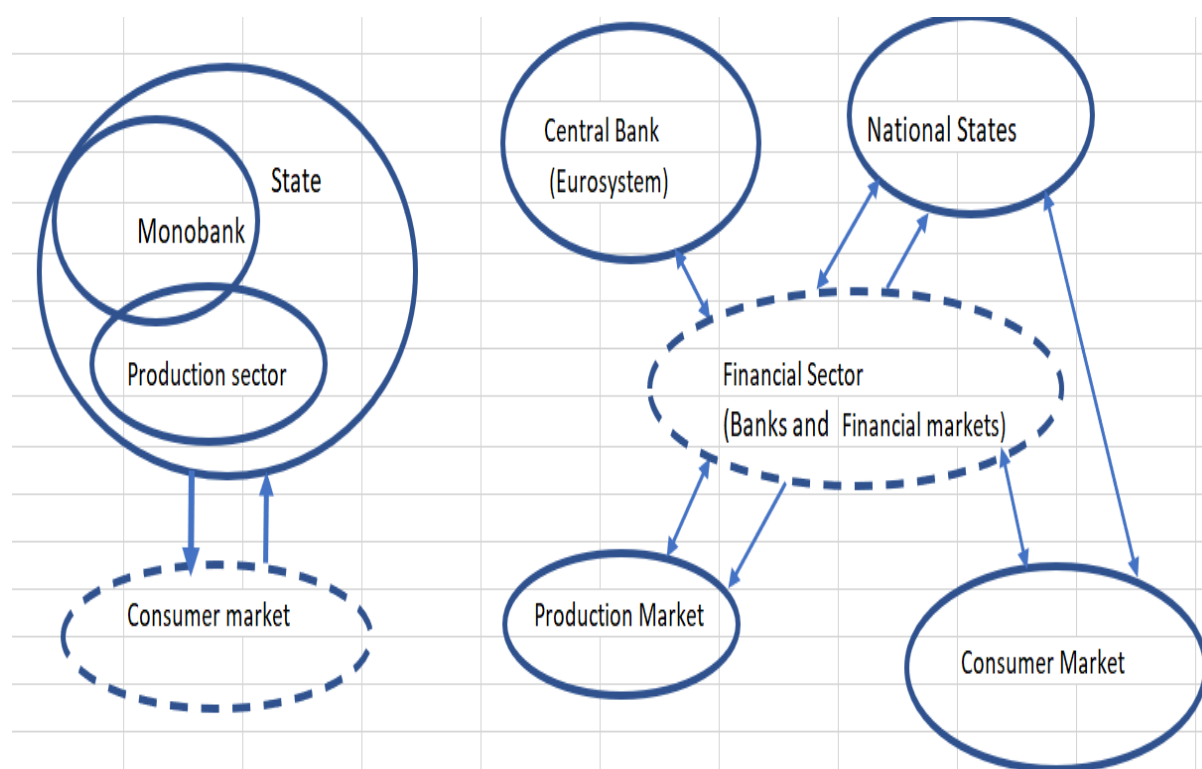 State
Monobank
Production sector
Consumer market
Central Bank
(Eurosystem)
National States
Financial Sector
(Banks and Financial markets)
Production Market
Consumer Market